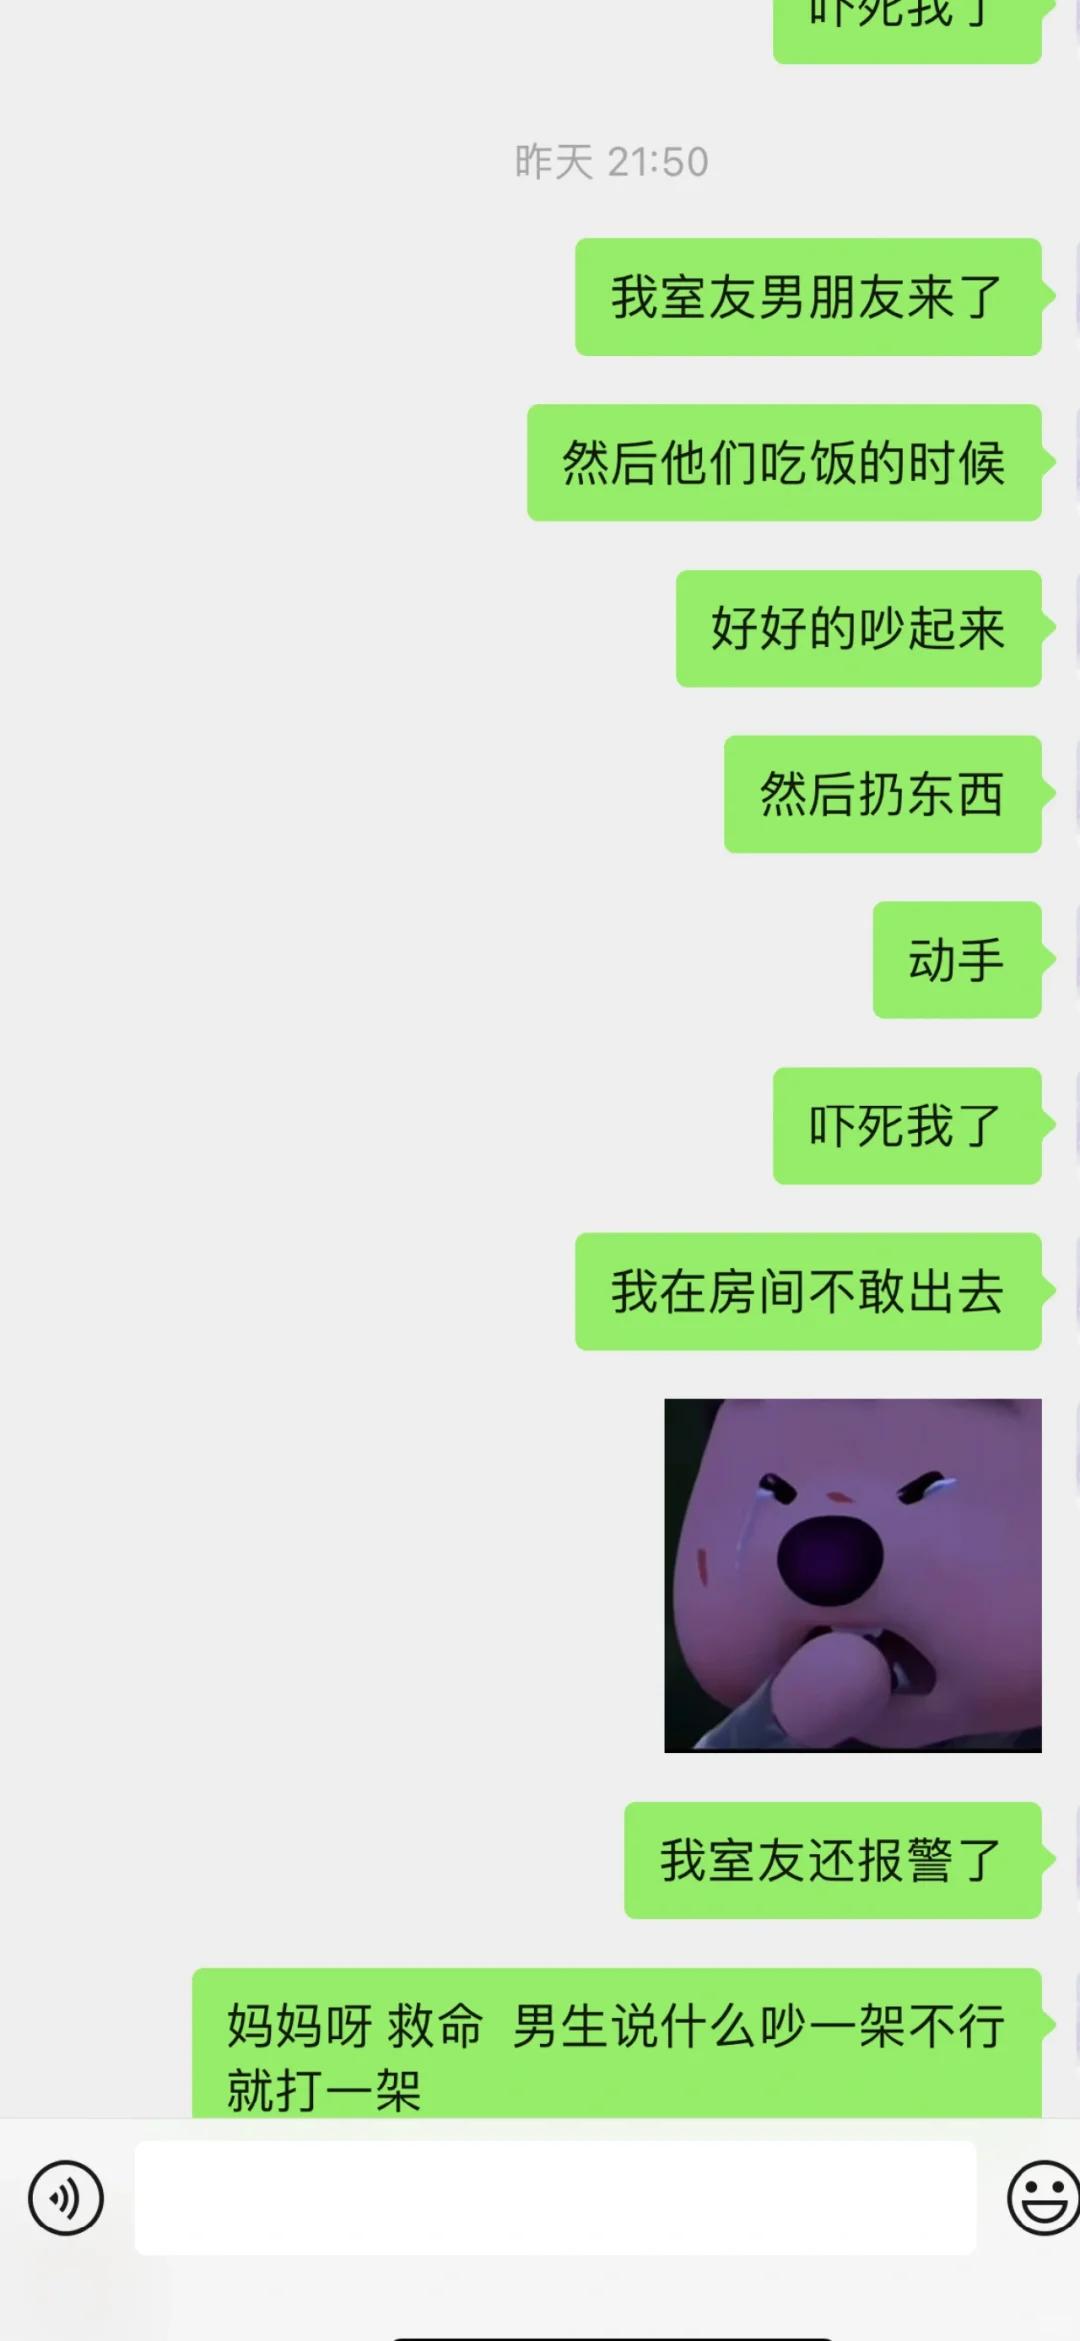 吓死我了
昨天 21:50
我室友男朋友来了
然后他们吃饭的时候
好好的吵起来
然后扔东西
动手
吓死我了
我在房间不敢出去
我室友还报警了
妈妈呀 救命  男生说什么吵一架不行
就打一架